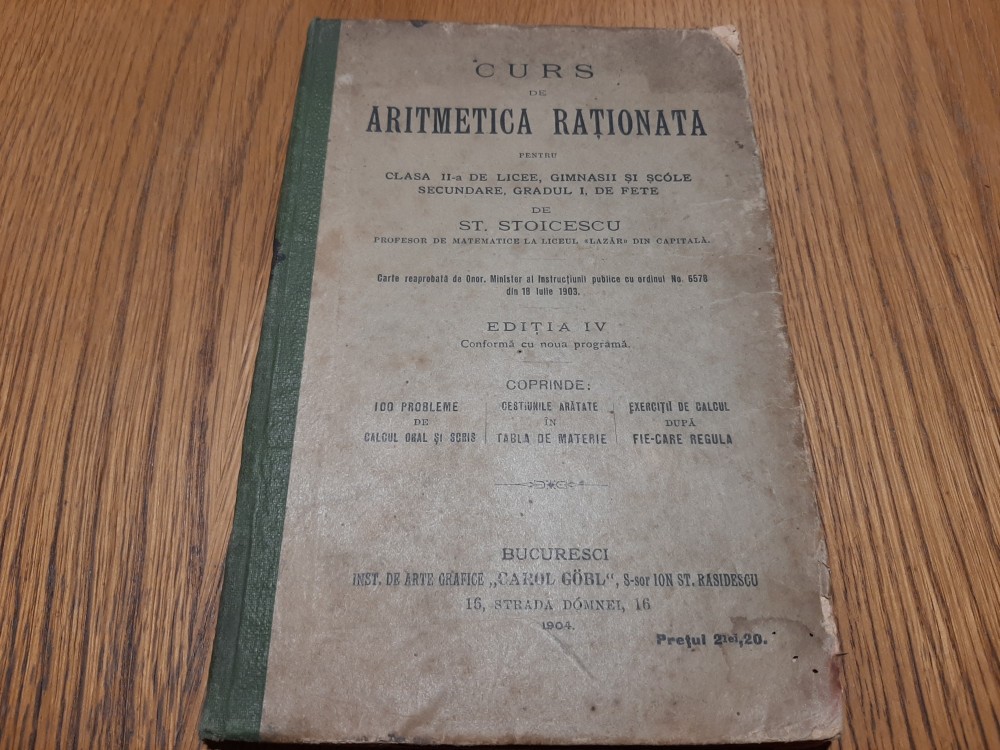 CURS
DE
ARITMETICA RAȚIONATA
PENTRU
CLASA II-a DE LICEE, GIMNASII ȘI ȘCÓLE
SECUNDARE, GRADUL I, DE FETE
DE
ST. STOICESCU
PROFESOR DE MATEMATICE LA LICEUL «LAZĂR» DIN CAPITALĂ.
Carte reaprobată de Onor. Minister al Instrucțiunii publice cu ordinul No. 6578
din 18 Iulie 1903.
EDIȚIA IV
Conformă cu noua programă.
COPRINDE:
100 PROBLEME
DE
CALCUL ORAL ȘI SCRIS
CESTIUNILE ARĂTATE
ÎN
TABLA DE MATERIE
EXERCIȚII DE CALCUL
DUPĂ
FIE-CARE REGULA
BUCURESCI
INST. DE ARTE GRAFICE „CAROL GÖBL“, S-sor ION ST. RASIDESCU
16, STRADA DÓMNEI, 16
1904.
Prețul 2 lei, 20.